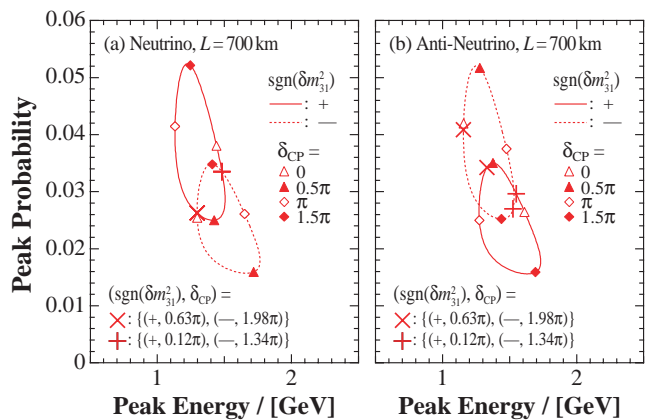 (a) Neutrino, L = 700 km
sgn(δm²₃₁)
: +
: —
δCP =
0
0.5π
π
1.5π
(sgn(δm²₃₁), δCP) =
: {(+, 0.63π), (—, 1.98π)}
: {(+, 0.12π), (—, 1.34π)}
(b) Anti-Neutrino, L = 700 km
sgn(δm²₃₁)
: +
: —
δCP =
0
0.5π
π
1.5π
(sgn(δm²₃₁), δCP) =
: {(+, 0.63π), (—, 1.98π)}
: {(+, 0.12π), (—, 1.34π)}
Peak Probability
0.06
0.05
0.04
0.03
0.02
0.01
0
1 2
1 2
Peak Energy / [GeV]
Peak Energy / [GeV]